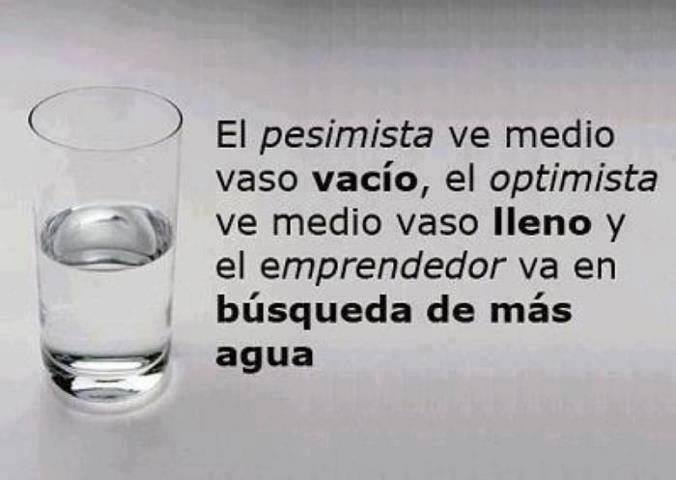 El pesimista ve medio
vaso vacío, el optimista
ve medio vaso lleno y
el emprendedor va en
búsqueda de más
agua